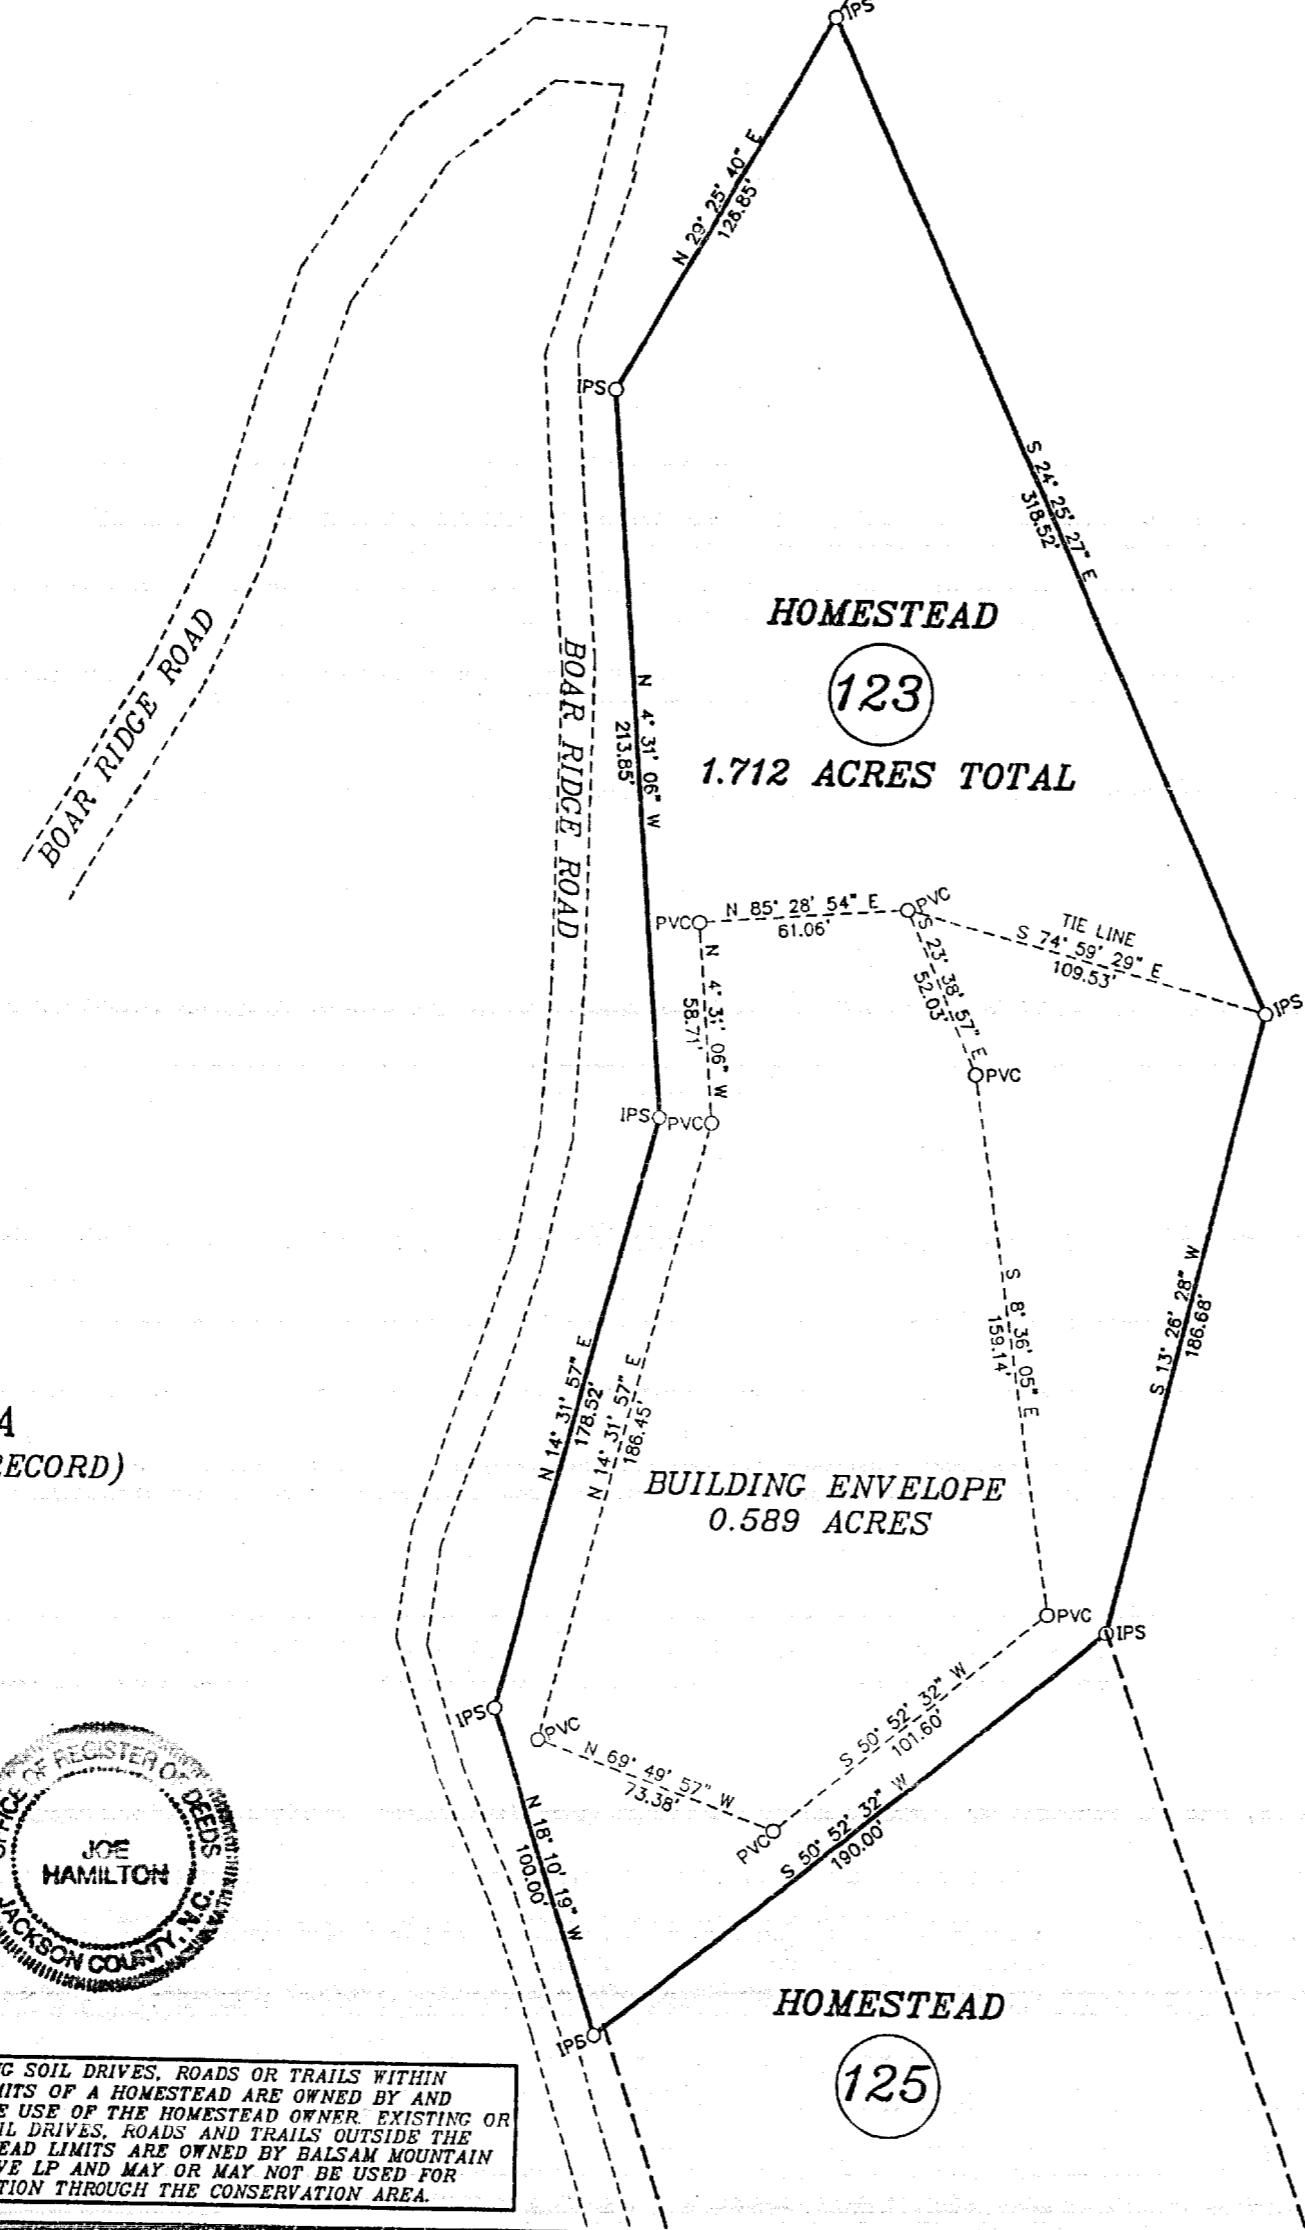 IPS
N 29° 25' 40" E
126.85'
IPS
S 24° 25' 27" E
318.52'
HOMESTEAD
123
1.712 ACRES TOTAL
BOAR RIDGE ROAD
BOAR RIDGE ROAD
N 4° 31' 06" W
213.85'
PVC
N 85° 28' 54" E
61.06'
PVC
TIE LINE
S 74° 59' 29" E
109.53'
IPS
N 4° 31' 06" W
58.71'
S 23° 38' 57" E
52.03'
PVC
IPS
PVC
S 8° 36' 05" E
159.14'
S 13° 26' 28" W
186.68'
N 14° 31' 57" E
178.52'
N 14° 31' 57" E
186.45'
A
RECORD)
BUILDING ENVELOPE
0.589 ACRES
PVC
IPS
IPS
PVC
N 69° 49' 57" W
73.38'
S 50° 52' 32" W
101.60'
PVC
S 50° 52' 32" W
190.00'
N 18° 10' 19" W
100.00'
IPS
OFFICE OF REGISTER OF DEEDS
JOE
HAMILTON
JACKSON COUNTY, N.C.
HOMESTEAD
125
G SOIL DRIVES, ROADS OR TRAILS WITHIN
MITS OF A HOMESTEAD ARE OWNED BY AND
E USE OF THE HOMESTEAD OWNER. EXISTING OR
IL DRIVES, ROADS AND TRAILS OUTSIDE THE
EAD LIMITS ARE OWNED BY BALSAM MOUNTAIN
VE LP AND MAY OR MAY NOT BE USED FOR
TION THROUGH THE CONSERVATION AREA.